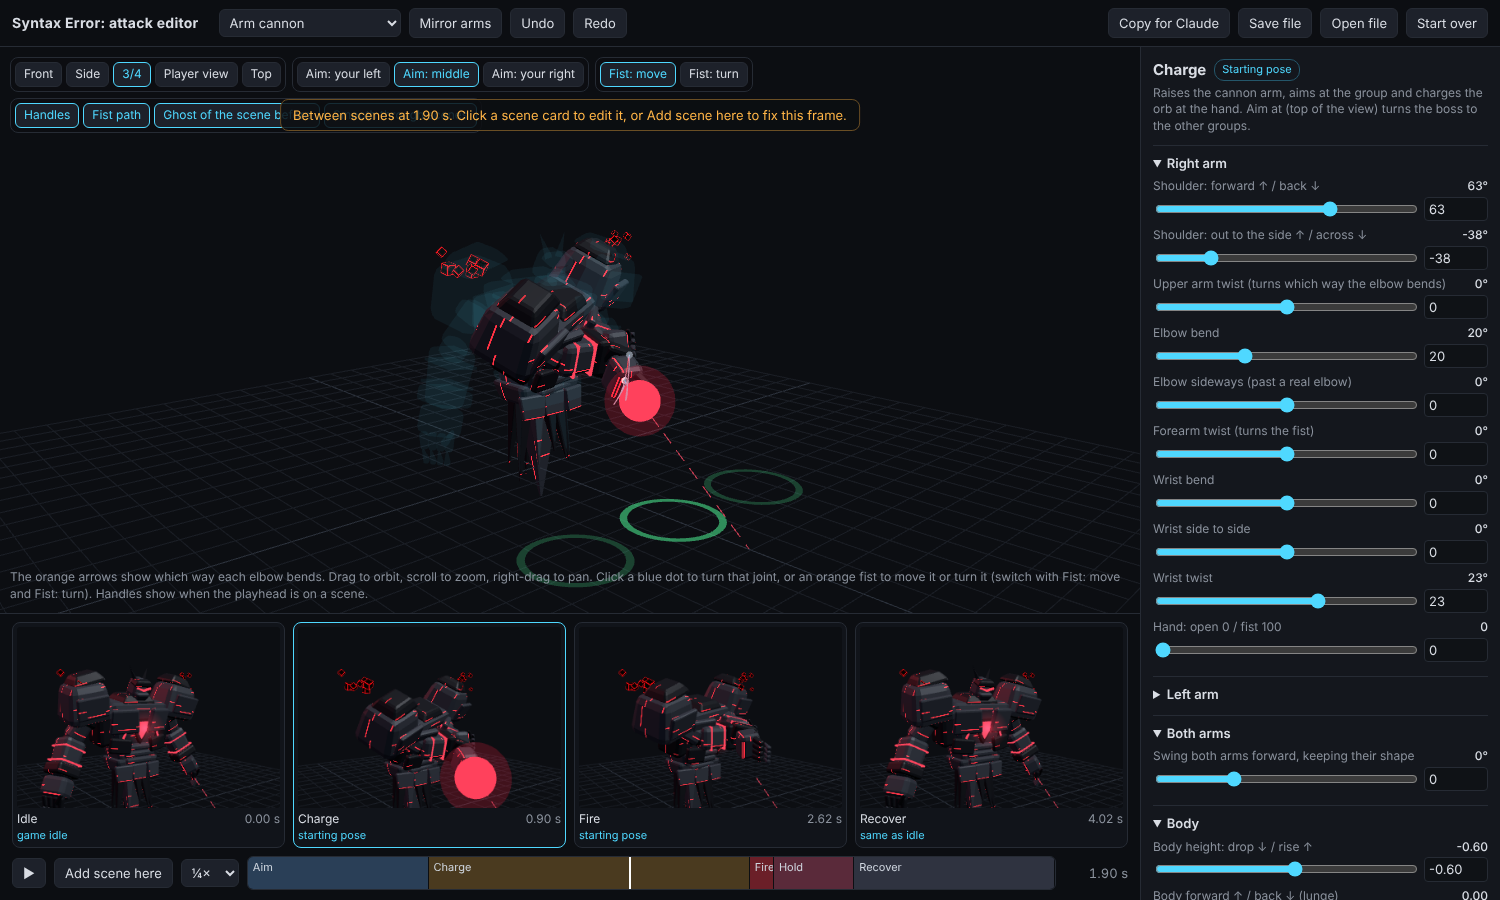 Syntax Error: attack editor
Arm cannon
Mirror arms
Undo
Redo
Copy for Claude
Save file
Open file
Start over
Front
Side
3/4
Player view
Top
Aim: your left
Aim: middle
Aim: your right
Fist: move
Fist: turn
Handles
Fist path
Ghost of the scene be
Between scenes at 1.90 s. Click a scene card to edit it, or Add scene here to fix this frame.
The orange arrows show which way each elbow bends. Drag to orbit, scroll to zoom, right-drag to pan. Click a blue dot to turn that joint, or an orange fist to move it or turn it (switch with Fist: move
and Fist: turn). Handles show when the playhead is on a scene.
Idle
0.00 s
game idle
Charge
0.90 s
starting pose
Fire
2.62 s
starting pose
Recover
4.02 s
same as idle
Add scene here
¼×
Aim
Charge
Fire
Hold
Recover
1.90 s
Charge
Starting pose
Raises the cannon arm, aims at the group and charges the
orb at the hand. Aim at (top of the view) turns the boss to
the other groups.
Right arm
Shoulder: forward ↑ / back ↓
63°
63
Shoulder: out to the side ↑ / across ↓
-38°
-38
Upper arm twist (turns which way the elbow bends)
0°
0
Elbow bend
20°
20
Elbow sideways (past a real elbow)
0°
0
Forearm twist (turns the fist)
0°
0
Wrist bend
0°
0
Wrist side to side
0°
0
Wrist twist
23°
23
Hand: open 0 / fist 100
0
0
Left arm
Both arms
Swing both arms forward, keeping their shape
0°
0
Body
Body height: drop ↓ / rise ↑
-0.60
-0.60
Body forward ↑ / back ↓ (lunge)
0.00